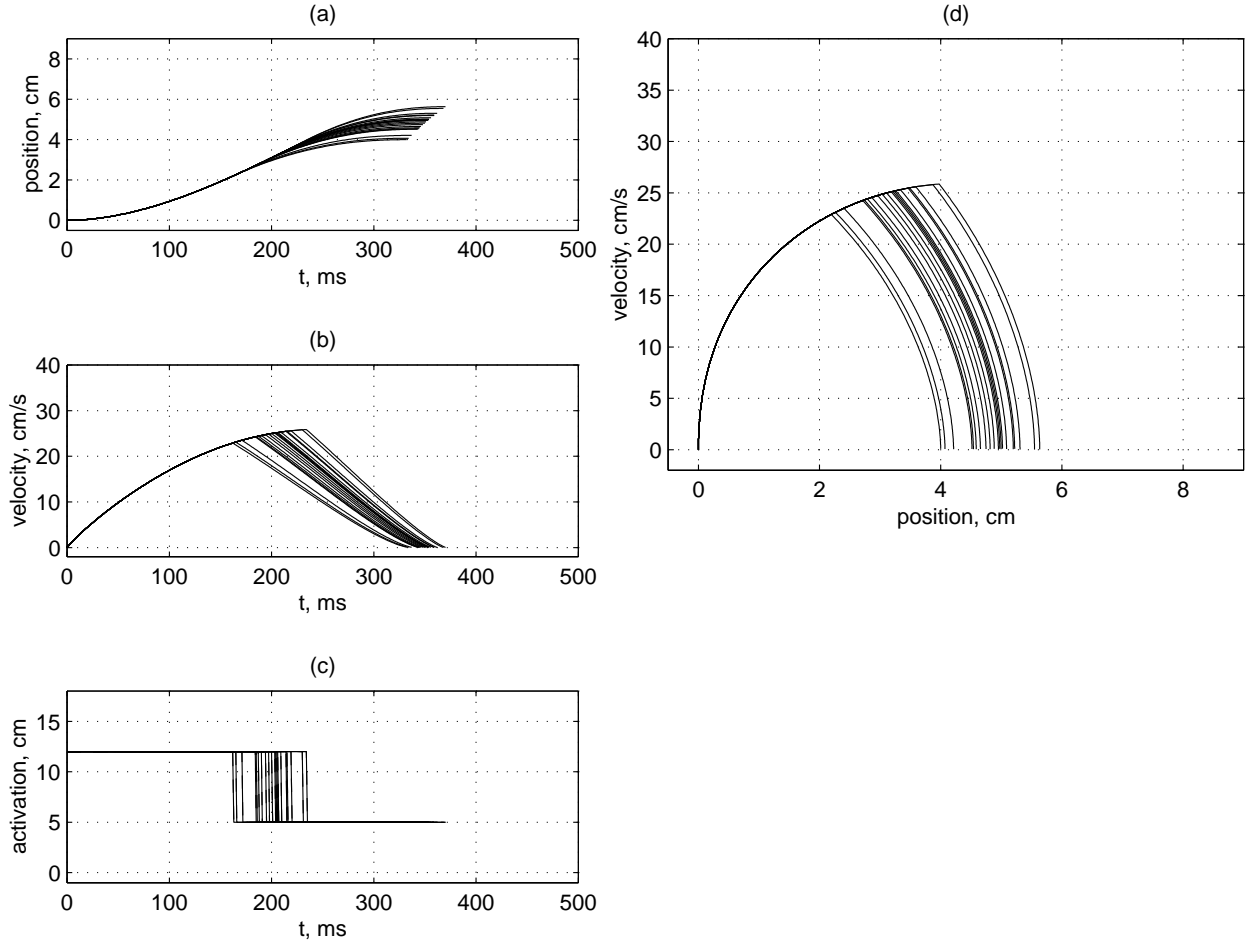 (a)
8
6
4
2
0
position, cm
0 100 200 300 400 500
t, ms
(b)
40
30
20
10
0
velocity, cm/s
0 100 200 300 400 500
t, ms
(c)
15
10
5
0
activation, cm
0 100 200 300 400 500
t, ms
(d)
40
35
30
25
20
15
10
5
0
velocity, cm/s
0 2 4 6 8
position, cm